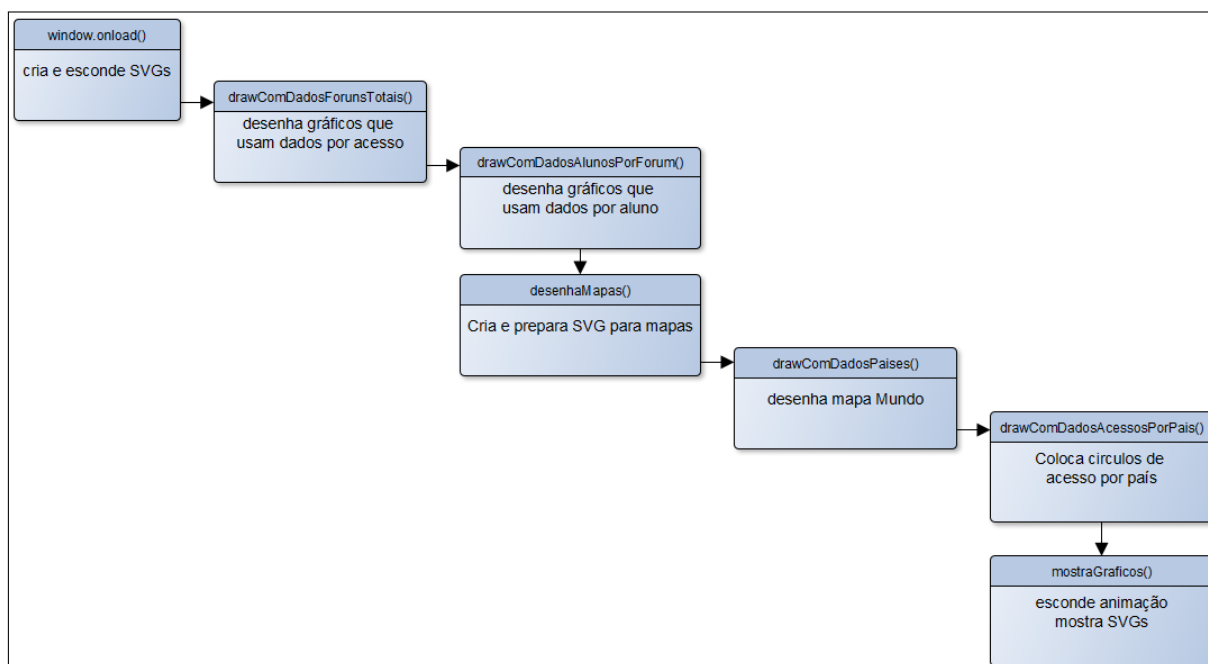 window.onload()
cria e esconde SVGs
drawComDadosForunsTotais()
desenha gráficos que
usam dados por acesso
drawComDadosAlunosPorForum()
desenha gráficos que
usam dados por aluno
desenhaMapas()
Cria e prepara SVG para mapas
drawComDadosPaises()
desenha mapa Mundo
drawComDadosAcessosPorPais()
Coloca circulos de
acesso por país
mostraGraficos()
esconde animação
mostra SVGs